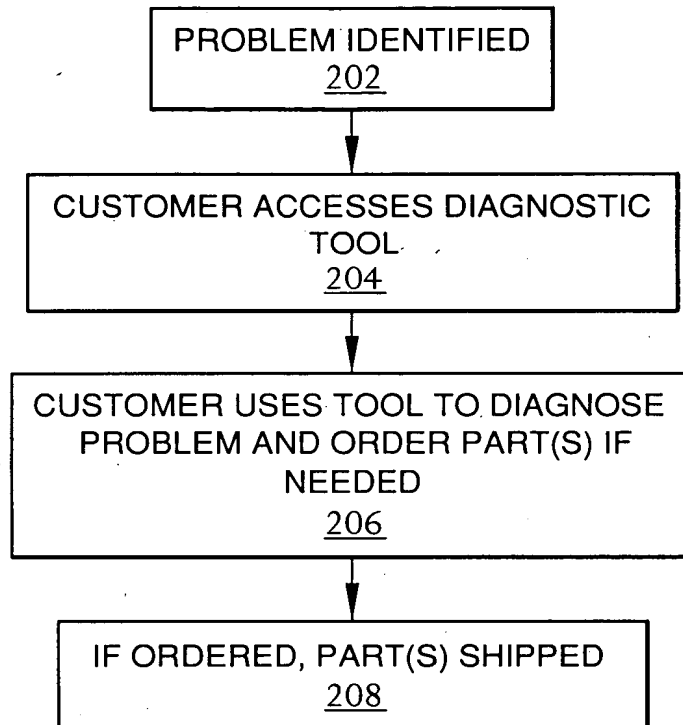 PROBLEM IDENTIFIED
202
CUSTOMER ACCESSES DIAGNOSTIC
TOOL
204
CUSTOMER USES TOOL TO DIAGNOSE
PROBLEM AND ORDER PART(S) IF
NEEDED
206
IF ORDERED, PART(S) SHIPPED
208